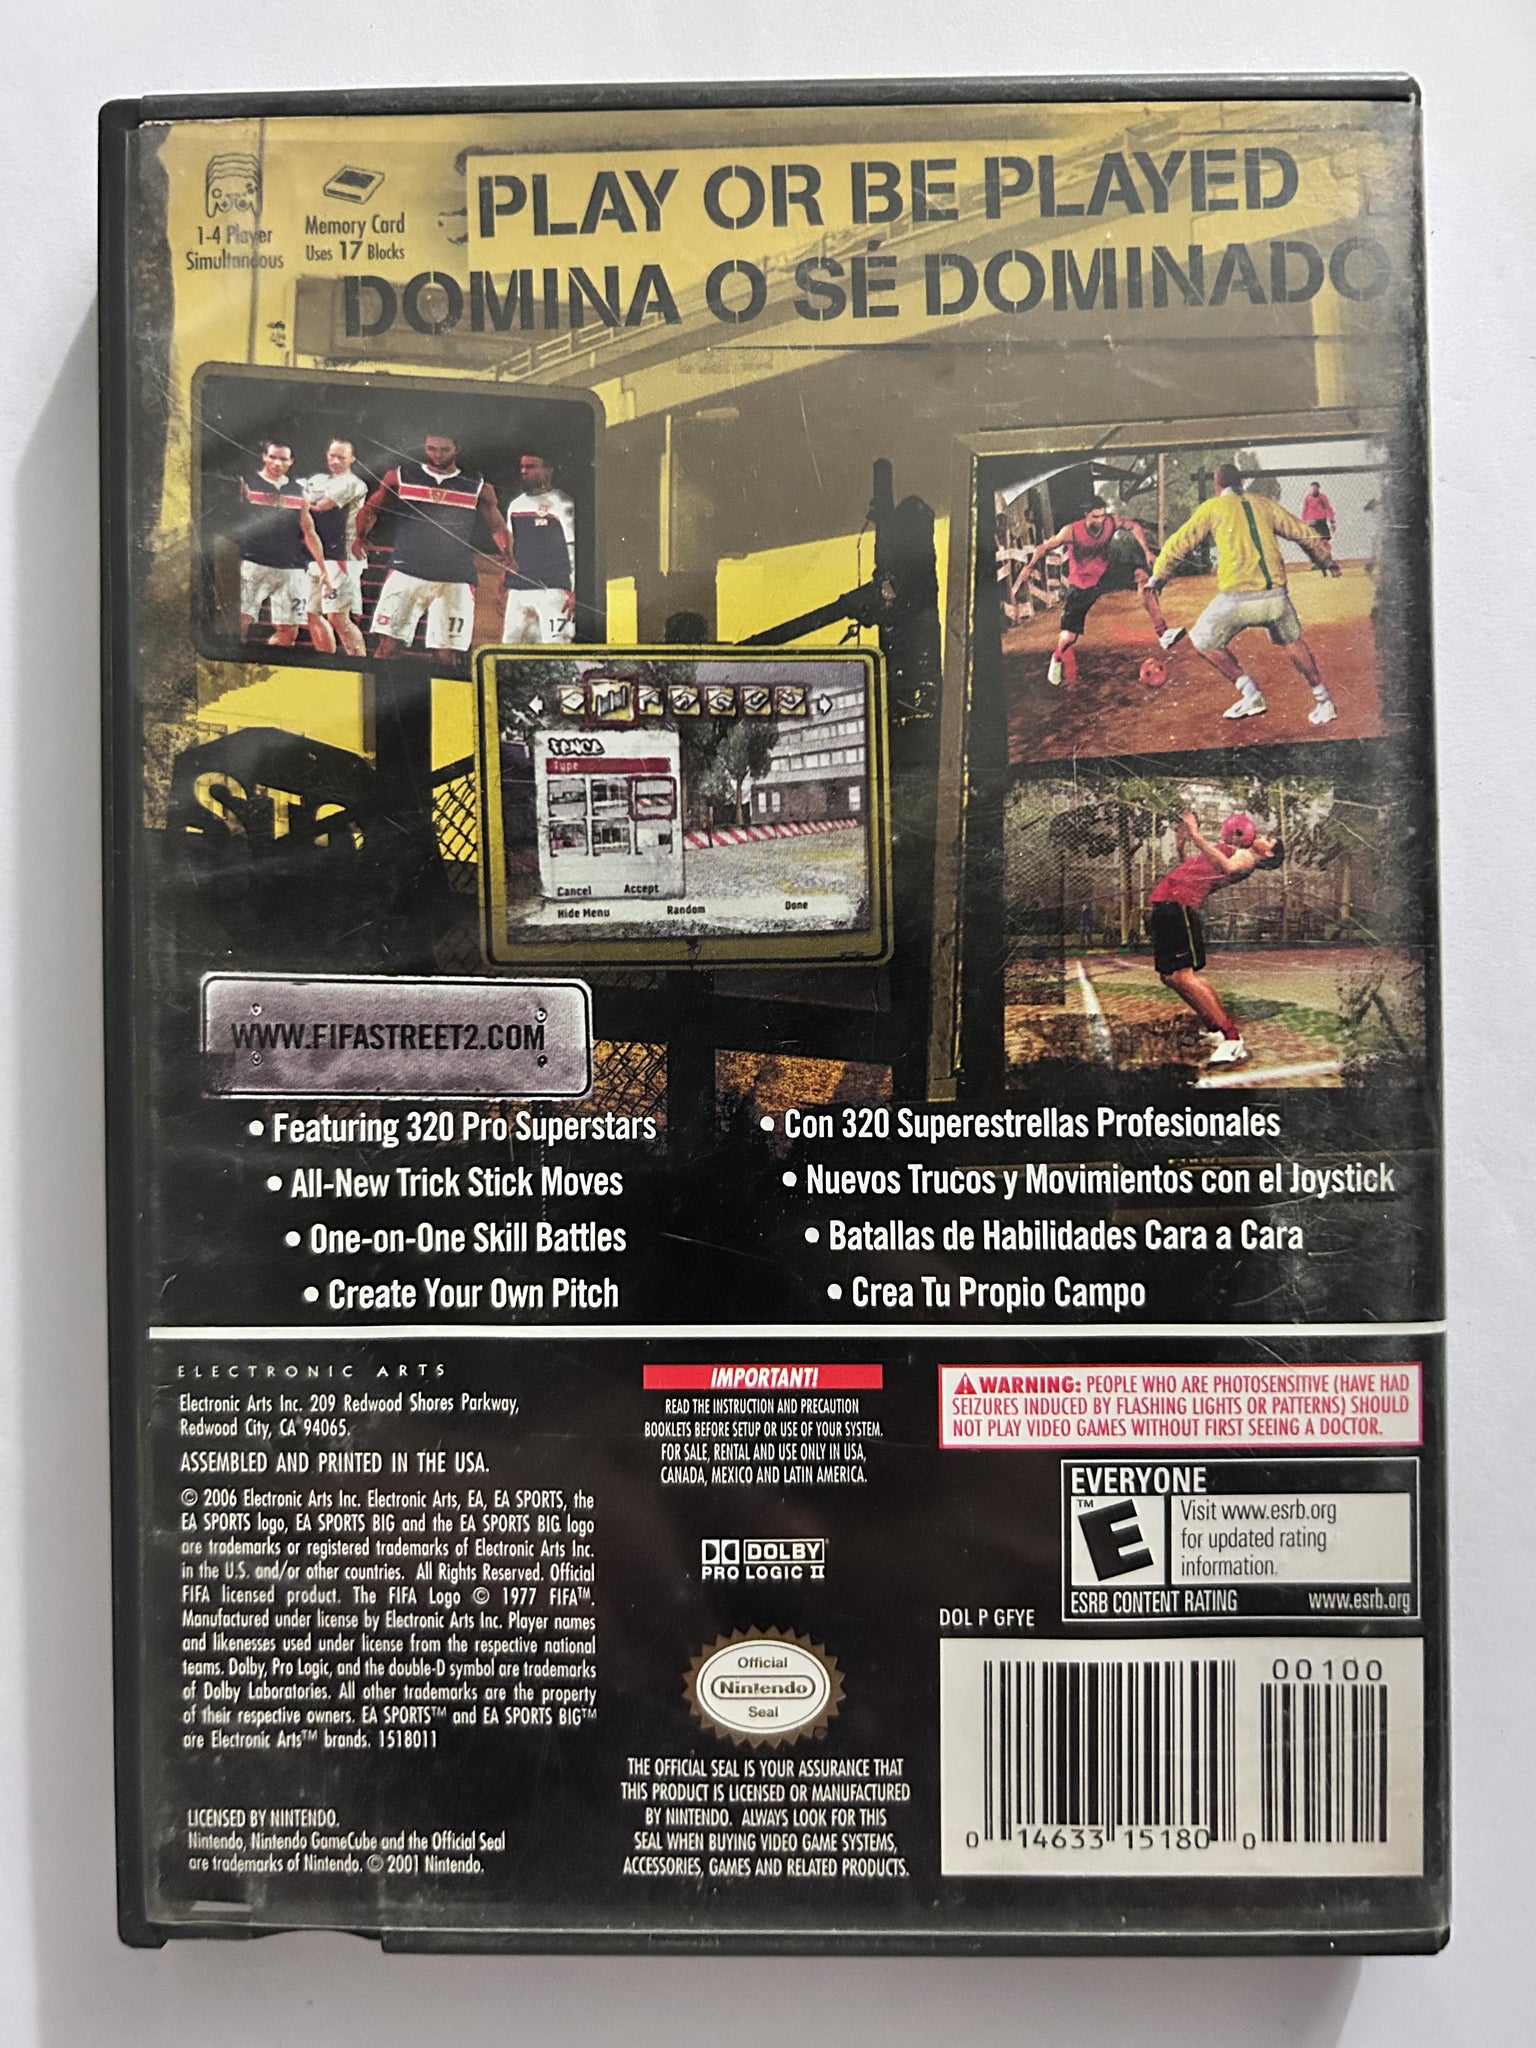 PLAY OR BE PLAYED
DOMINA O SÉ DOMINADO
1-4 Player
Simultaneous
Memory Card
Uses 17 Blocks
21
11
USA
17
STO
FENCE
Type
Cancel
Accept
Hide Menu
Random
Done
WWW.FIFASTREET2.COM
• Featuring 320 Pro Superstars
• All-New Trick Stick Moves
• One-on-One Skill Battles
• Create Your Own Pitch
• Con 320 Superestrellas Profesionales
• Nuevos Trucos y Movimientos con el Joystick
• Batallas de Habilidades Cara a Cara
• Crea Tu Propio Campo
ELECTRONIC ARTS
Electronic Arts Inc. 209 Redwood Shores Parkway,
Redwood City, CA 94065.
ASSEMBLED AND PRINTED IN THE USA.
© 2006 Electronic Arts Inc. Electronic Arts, EA, EA SPORTS, the
EA SPORTS logo, EA SPORTS BIG and the EA SPORTS BIG logo
are trademarks or registered trademarks of Electronic Arts Inc.
in the U.S. and/or other countries. All Rights Reserved. Official
FIFA licensed product. The FIFA Logo © 1977 FIFA™.
Manufactured under license by Electronic Arts Inc. Player names
and likenesses used under license from the respective national
teams. Dolby, Pro Logic, and the double-D symbol are trademarks
of Dolby Laboratories. All other trademarks are the property
of their respective owners. EA SPORTS™ and EA SPORTS BIG™
are Electronic Arts™ brands. 1518011
LICENSED BY NINTENDO.
Nintendo, Nintendo GameCube and the Official Seal
are trademarks of Nintendo. © 2001 Nintendo.
IMPORTANT!
READ THE INSTRUCTION AND PRECAUTION
BOOKLETS BEFORE SETUP OR USE OF YOUR SYSTEM.
FOR SALE, RENTAL AND USE ONLY IN USA,
CANADA, MEXICO AND LATIN AMERICA.
DOLBY
PRO LOGIC II
Official
Nintendo
Seal
®
THE OFFICIAL SEAL IS YOUR ASSURANCE THAT
THIS PRODUCT IS LICENSED OR MANUFACTURED
BY NINTENDO. ALWAYS LOOK FOR THIS
SEAL WHEN BUYING VIDEO GAME SYSTEMS,
ACCESSORIES, GAMES AND RELATED PRODUCTS.
WARNING: PEOPLE WHO ARE PHOTOSENSITIVE (HAVE HAD
SEIZURES INDUCED BY FLASHING LIGHTS OR PATTERNS) SHOULD
NOT PLAY VIDEO GAMES WITHOUT FIRST SEEING A DOCTOR.
EVERYONE
™
E
Visit www.esrb.org
for updated rating
information.
ESRB CONTENT RATING www.esrb.org
DOL P GFYE
00100
0 14633 15180 0